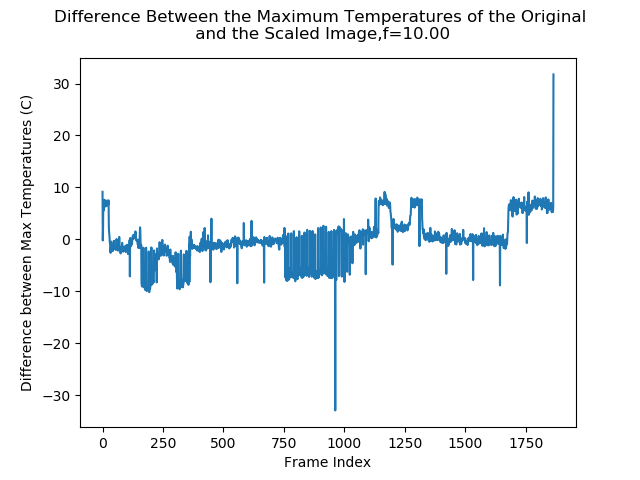 Difference Between the Maximum Temperatures of the Original
and the Scaled Image,f=10.00
30
20
10
0
−10
−20
−30
Difference between Max Temperatures (C)
0 250 500 750 1000 1250 1500 1750
Frame Index